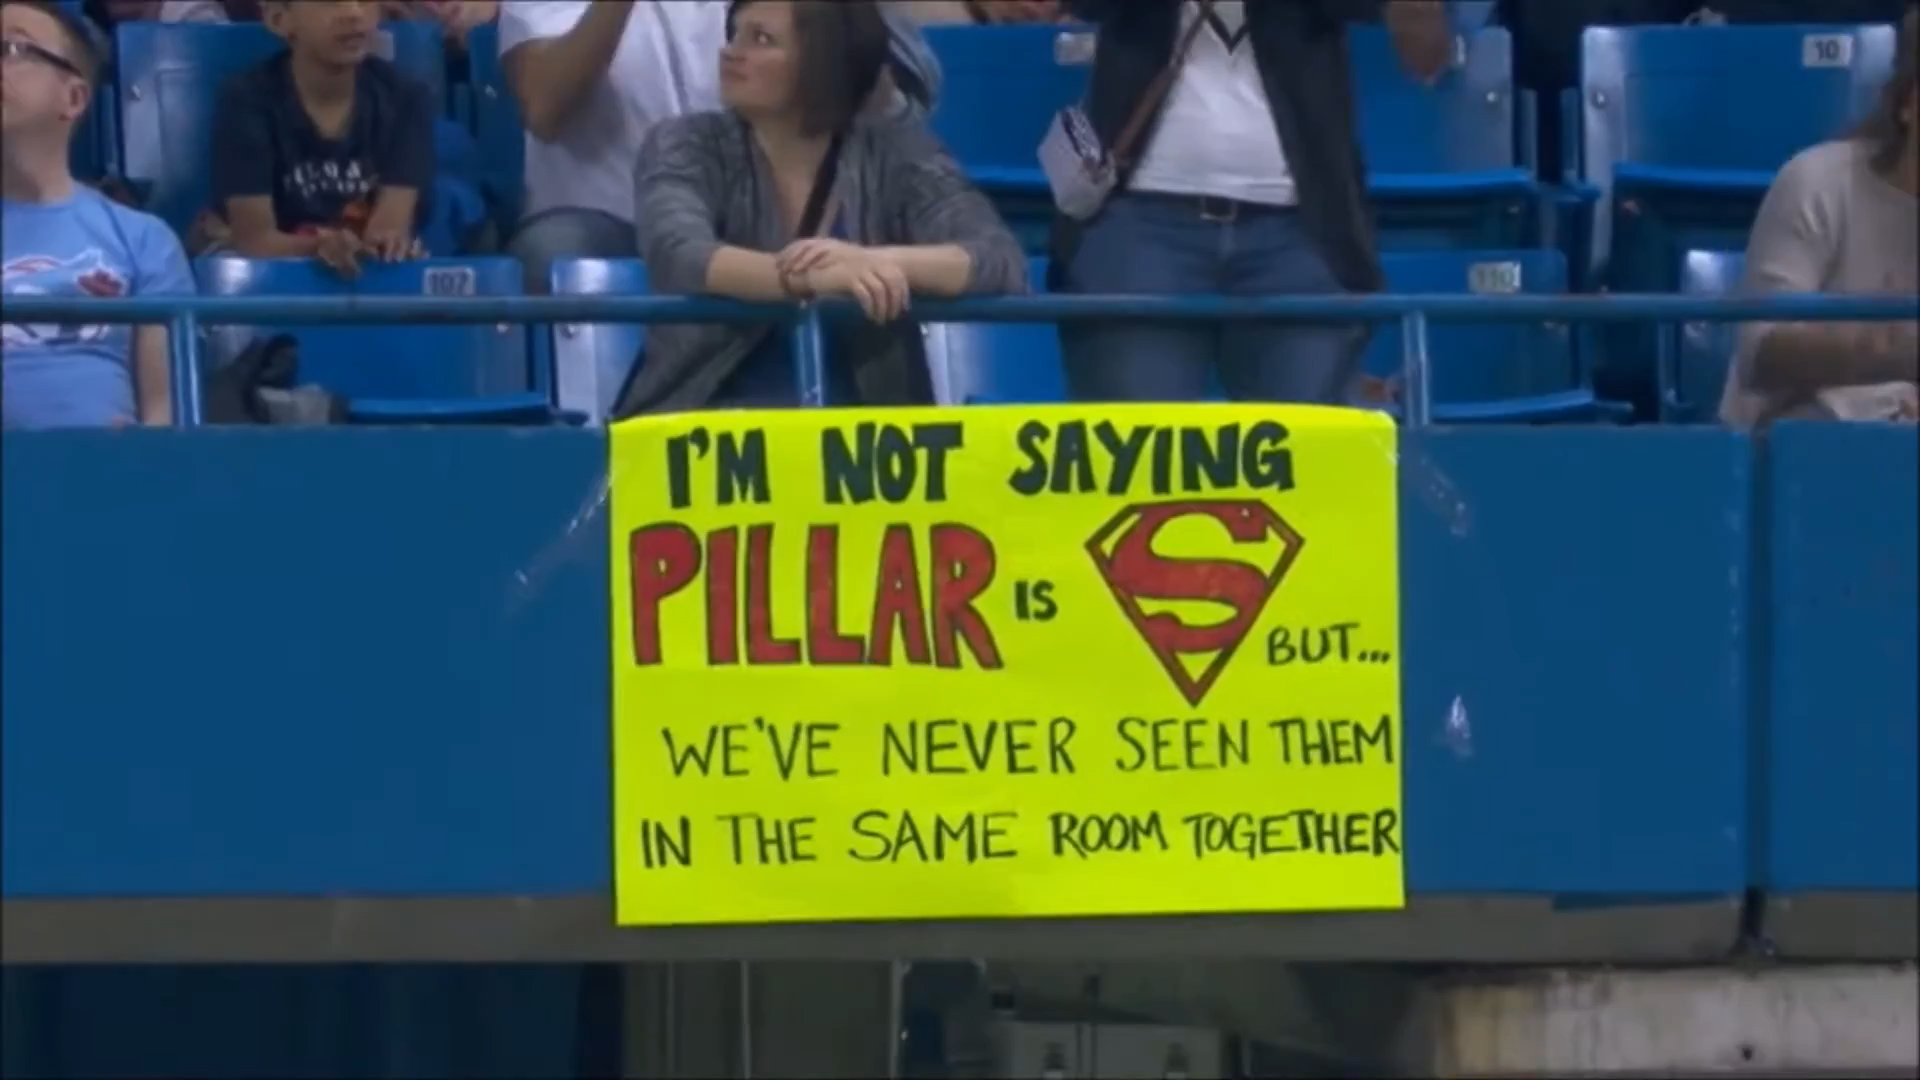 10
107
110
I'M NOT SAYING
PILLAR IS S BUT...
WE'VE NEVER SEEN THEM
IN THE SAME ROOM TOGETHER